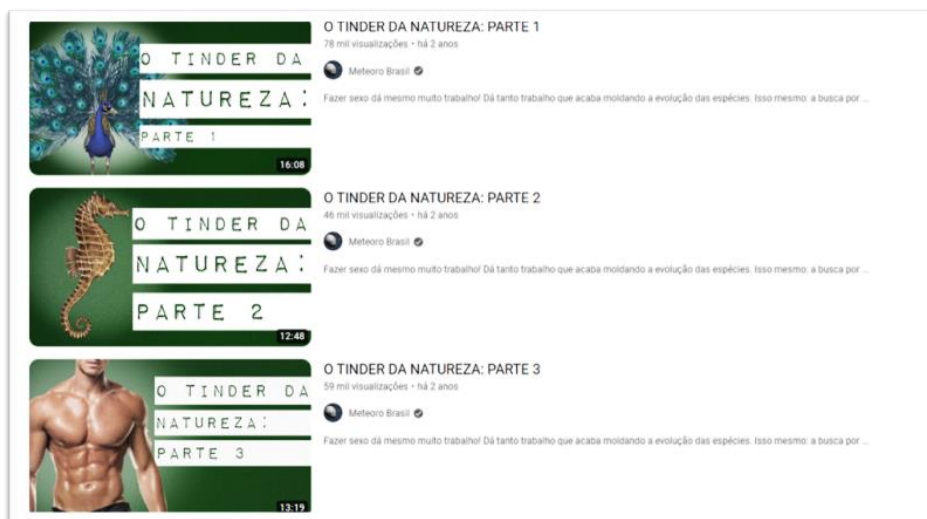 O TINDER DA
NATUREZA:
PARTE 1
16:08
O TINDER DA NATUREZA: PARTE 1
78 mil visualizações • há 2 anos
Meteoro Brasil
Fazer sexo dá mesmo muito trabalho! Dá tanto trabalho que acaba moldando a evolução das espécies. Isso mesmo: a busca por ...
O TINDER DA
NATUREZA:
PARTE 2
12:48
O TINDER DA NATUREZA: PARTE 2
46 mil visualizações • há 2 anos
Meteoro Brasil
Fazer sexo dá mesmo muito trabalho! Dá tanto trabalho que acaba moldando a evolução das espécies. Isso mesmo: a busca por ...
O TINDER DA
NATUREZA:
PARTE 3
13:19
O TINDER DA NATUREZA: PARTE 3
59 mil visualizações • há 2 anos
Meteoro Brasil
Fazer sexo dá mesmo muito trabalho! Dá tanto trabalho que acaba moldando a evolução das espécies. Isso mesmo: a busca por ...